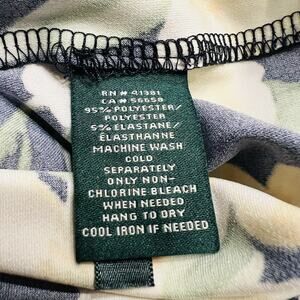 RN# 41381
CA# 56658
95% POLYESTER/
POLYESTER
5% ELASTANE/
ÉLASTHANNE
MACHINE WASH
COLD
SEPARATELY
ONLY NON-
CHLORINE BLEACH
WHEN NEEDED
HANG TO DRY
COOL IRON IF NEEDED